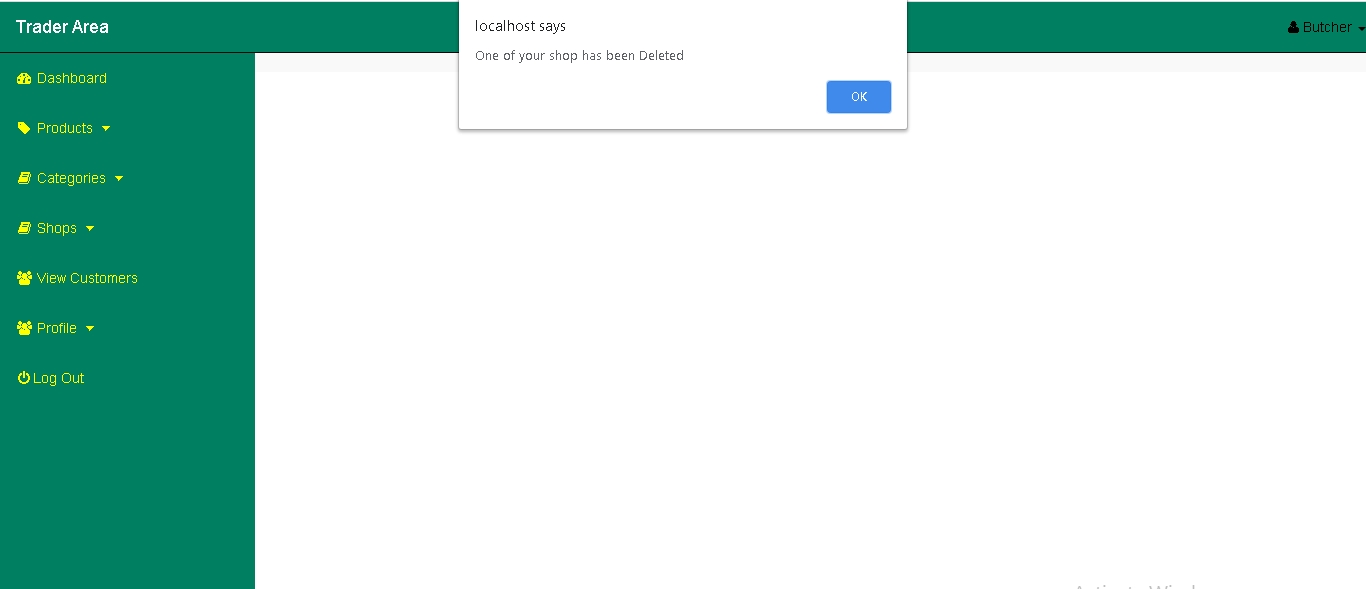 Trader Area
localhost says
One of your shop has been Deleted
OK
Butcher
Dashboard
Products
Categories
Shops
View Customers
Profile
Log Out